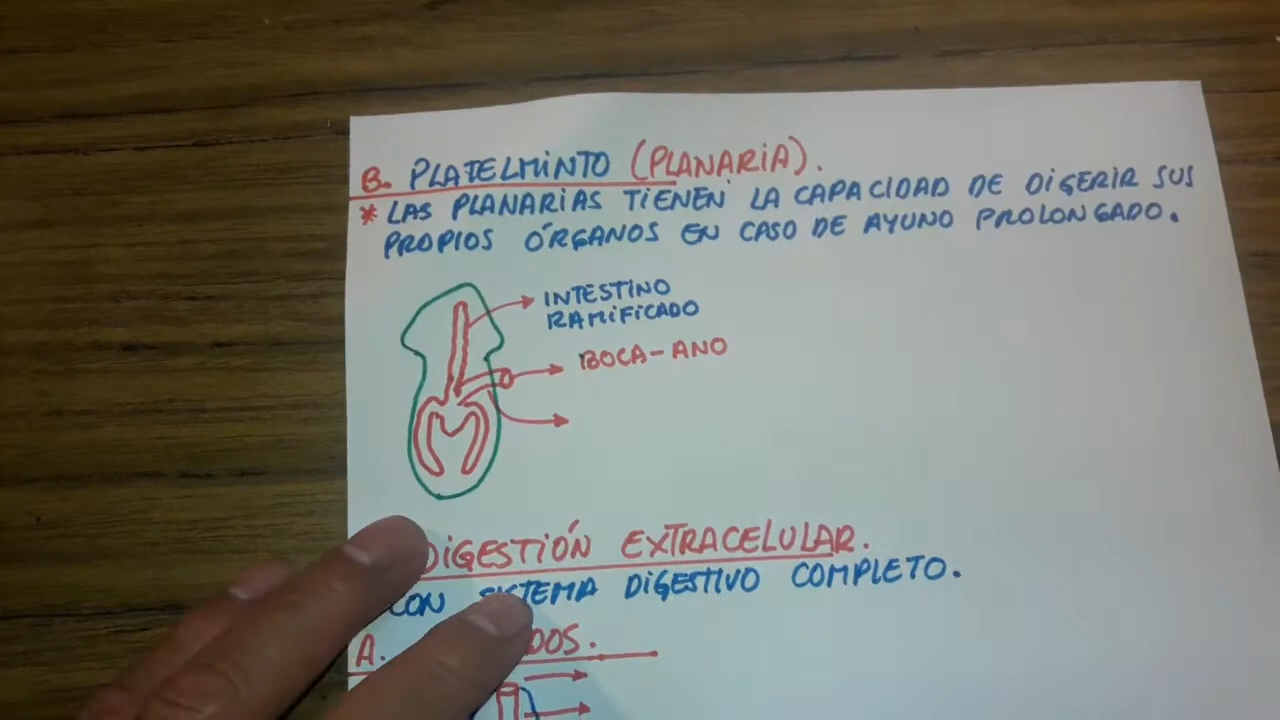 B. PLATELMINTO (PLANARIA).
* LAS PLANARIAS TIENEN LA CAPACIDAD DE DIGERIR SUS
PROPIOS ÓRGANOS EN CASO DE AYUNO PROLONGADO.
INTESTINO
RAMIFICADO
BOCA-ANO
DIGESTIÓN EXTRACELULAR.
CON SISTEMA DIGESTIVO COMPLETO.
A.